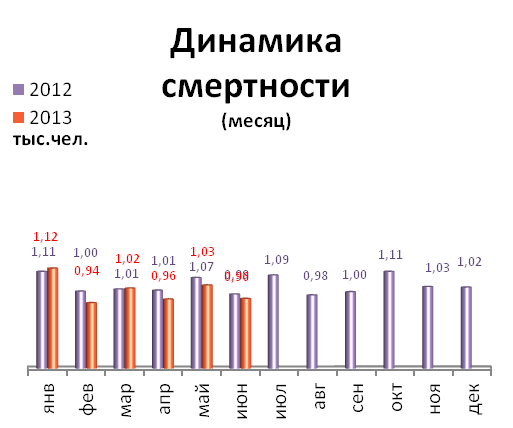 Динамика
смертности
(месяц)
2012
2013
тыс.чел.
1,12
1,11
1,00
0,94
1,02
1,01
1,01
0,96
1,03
1,07
1,09
0,98
1,00
1,11
1,03
1,02
янв
фев
мар
апр
май
июн
июл
авг
сен
окт
ноя
дек